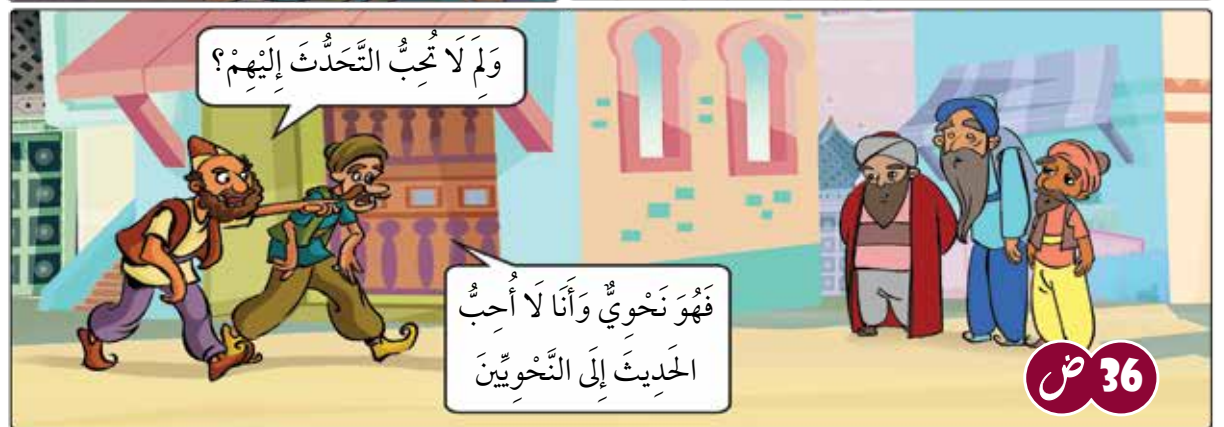 وَلِمَ لَا تُحِبُّ التَّحَدُّثَ إِلَيْهِمْ؟
فَهُوَ نَحْوِيٌّ وَأَنَا لَا أُحِبُّ
الحَدِيثَ إِلَى النَّحْوِيِّينَ
36 ض